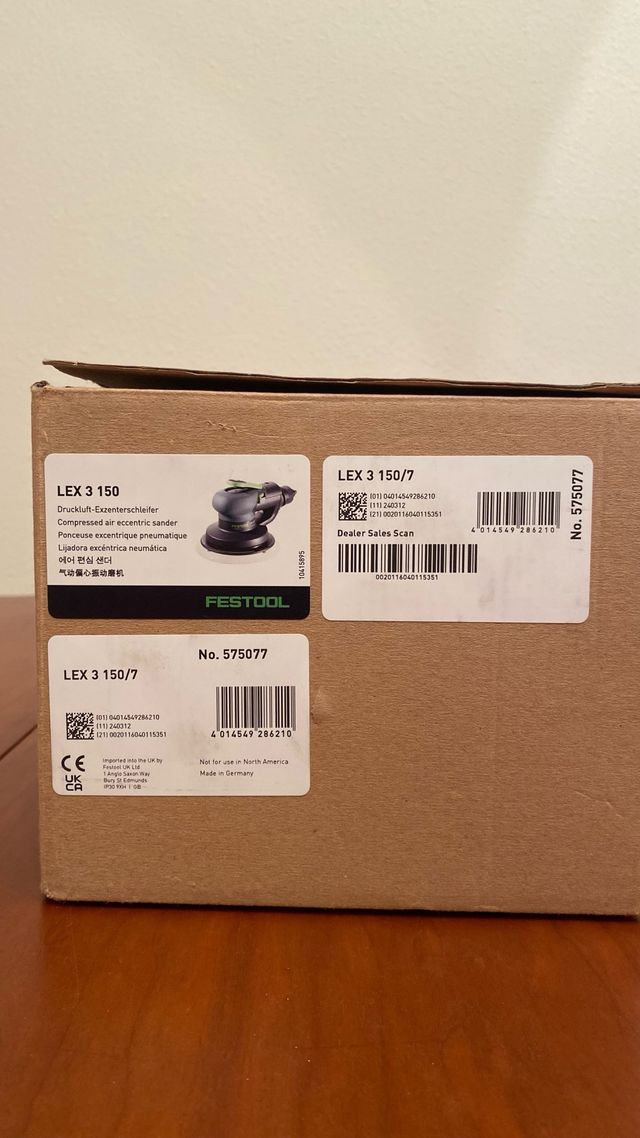 LEX 3 150
Druckluft-Exzenterschleifer
Compressed air eccentric sander
Ponceuse excentrique pneumatique
Lijadora excéntrica neumática
에어 편심 샌더
气动偏心振动磨机
10415895
FESTOOL
FESTOOL
LEX 3 150/7
(01) 04014549286210
(11) 240312
(21) 0020116040115351
4 014549 286210
No. 575077
Dealer Sales Scan
0020116040115351
No. 575077
LEX 3 150/7
(01) 04014549286210
(11) 240312
(21) 0020116040115351
4 014549 286210
CE
UK
CA
Imported into the UK by
Festool UK Ltd
1 Anglo Saxon Way
Bury St Edmunds
IP30 9XH | GB
Not for use in North America
Made in Germany